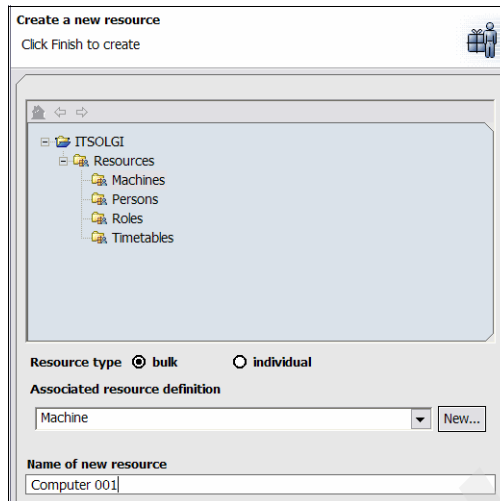 Create a new resource
Click Finish to create
ITSOLGI
Resources
Machines
Persons
Roles
Timetables
Resource type bulk individual
Associated resource definition
Machine New...
Name of new resource
Computer 001